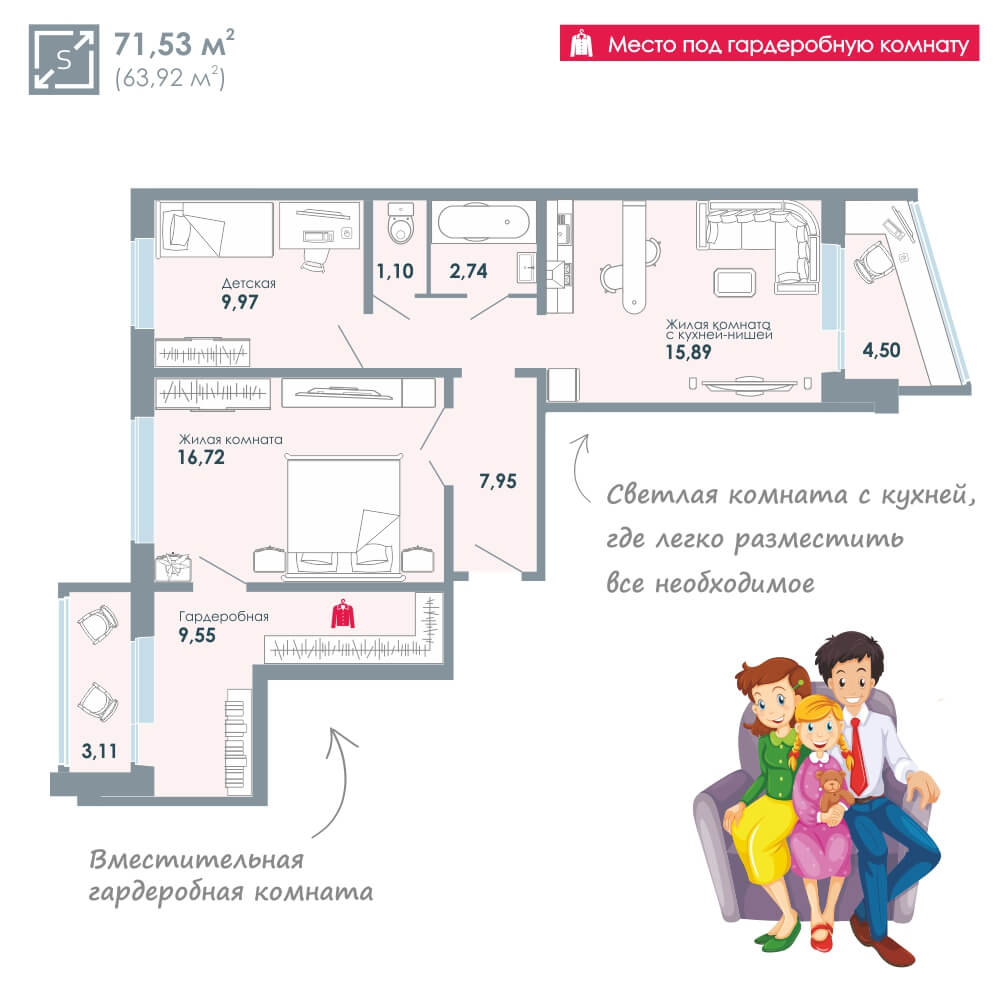 S
71,53 м²
(63,92 м²)
Место под гардеробную комнату
Детская
9,97
1,10
2,74
Жилая комната
с кухней-нишей
15,89
4,50
Жилая комната
16,72
7,95
Светлая комната с кухней,
где легко разместить
все необходимое
Гардеробная
9,55
3,11
Вместительная
гардеробная комната